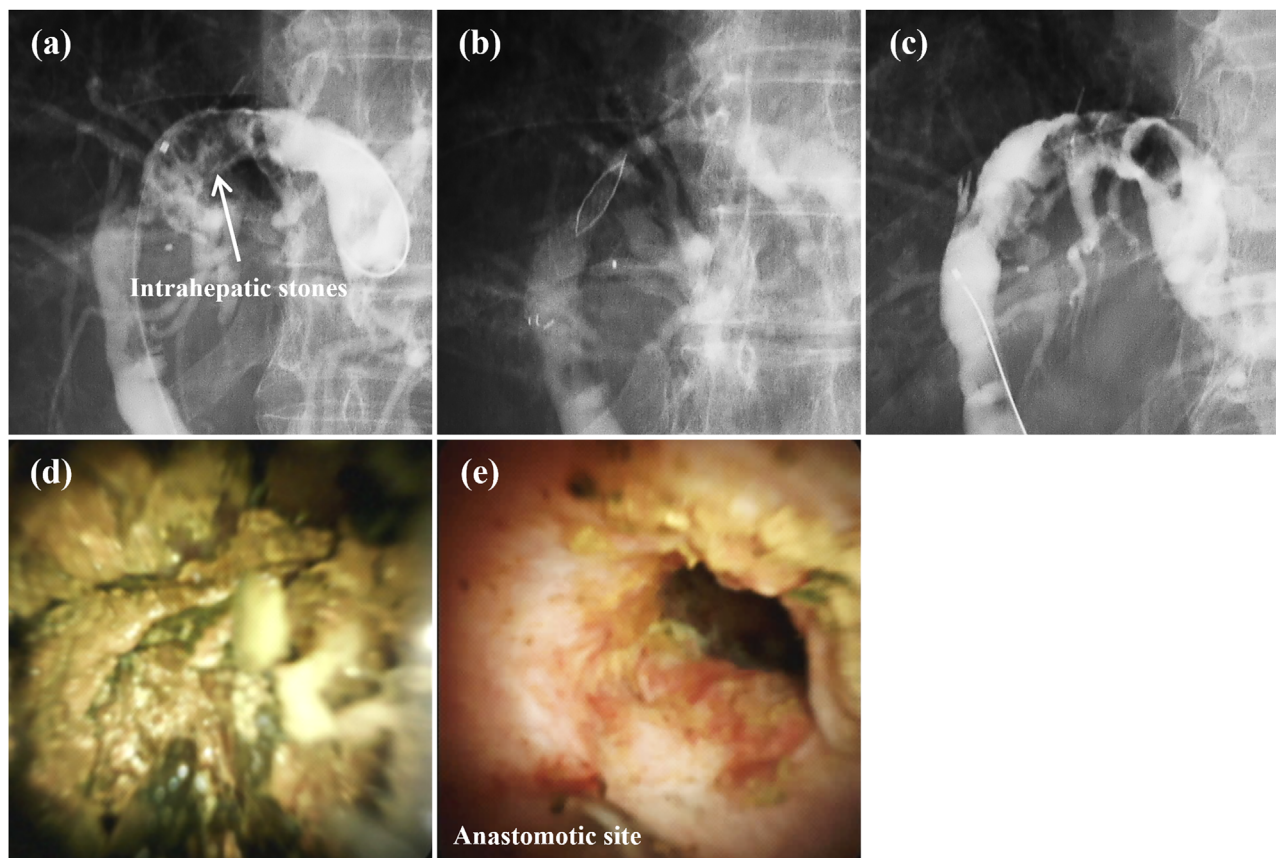 (a)
(b)
(c)
Intrahepatic stones
(d)
(e)
Anastomotic site